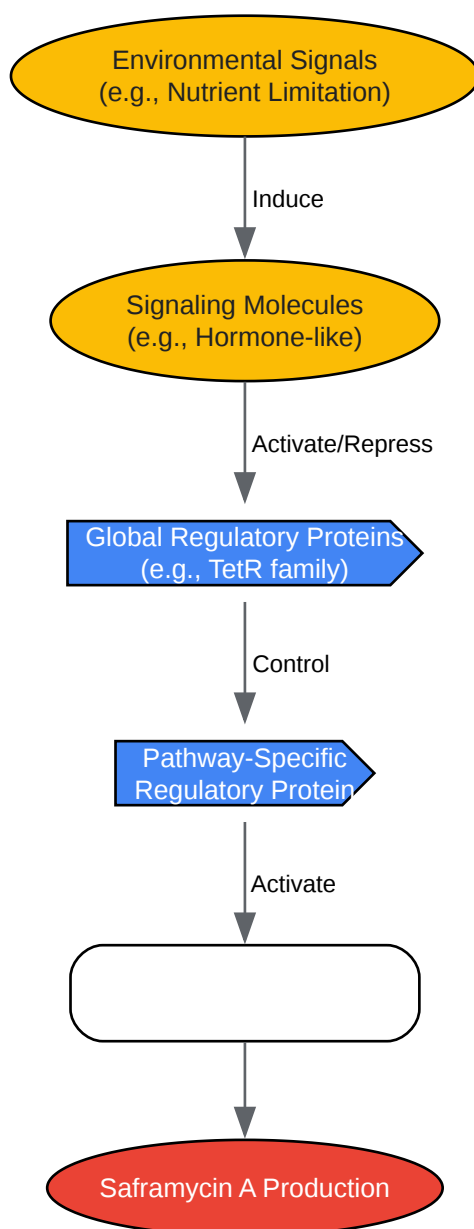 Environmental Signals
(e.g., Nutrient Limitation)
Induce
Signaling Molecules
(e.g., Hormone-like)
Activate/Repress
Global Regulatory Proteins
(e.g., TetR family)
Control
Pathway-Specific
Regulatory Protein
Activate
Saframycin A Production